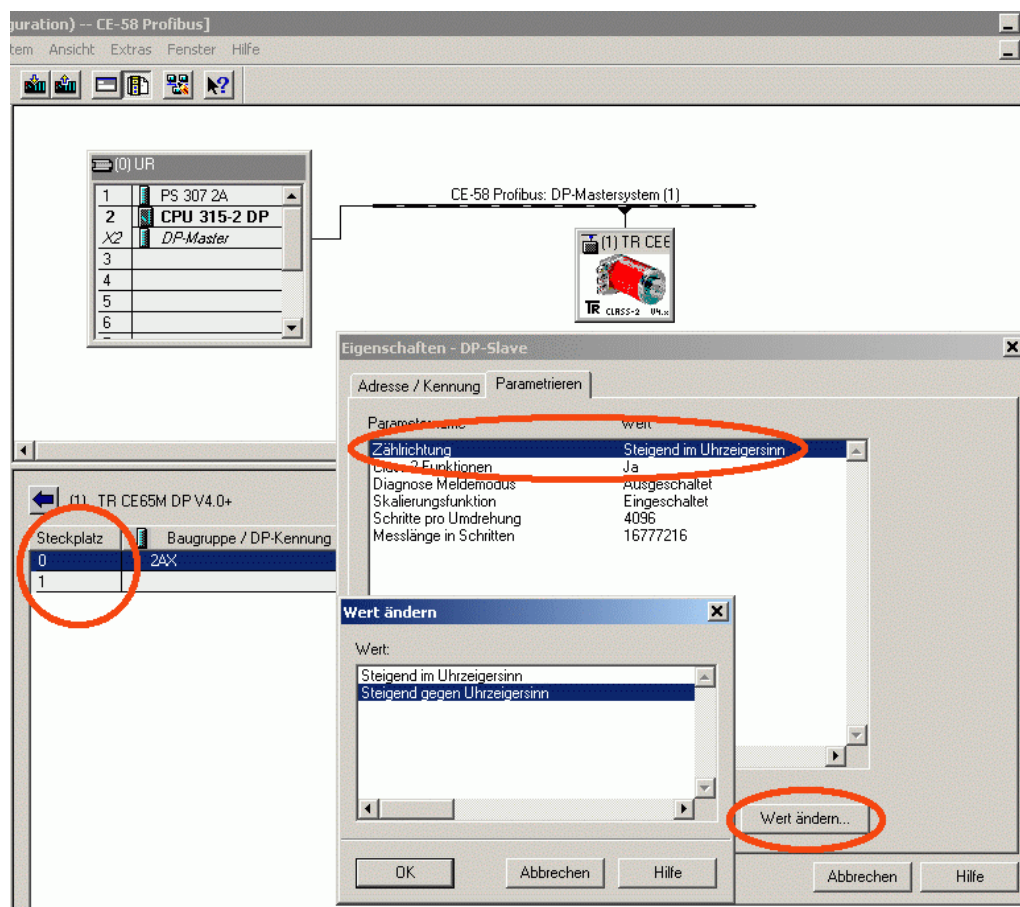 guration) -- CE-58 Profibus]
tem Ansicht Extras Fenster Hilfe
(0) UR
1 PS 307 2A
2 CPU 315-2 DP
X2 DP-Master
3
4
5
6
CE-58 Profibus: DP-Mastersystem (1)
(1) TR CE6
TR CLASS-2 V4.x
Eigenschaften - DP-Slave
Adresse / Kennung Parametrieren
Parametername Wert
Zählrichtung Steigend im Uhrzeigersinn
Class 2 Funktionen Ja
Diagnose Meldemodus Ausgeschaltet
Skalierungsfunktion Eingeschaltet
Schritte pro Umdrehung 4096
Messlänge in Schritten 16777216
(1) TR CE65M DP V4.0+
Steckplatz Baugruppe / DP-Kennung
0 2AX
1
Wert ändern
Wert:
Steigend im Uhrzeigersinn
Steigend gegen Uhrzeigersinn
Wert ändern...
OK Abbrechen Hilfe
Abbrechen Hilfe